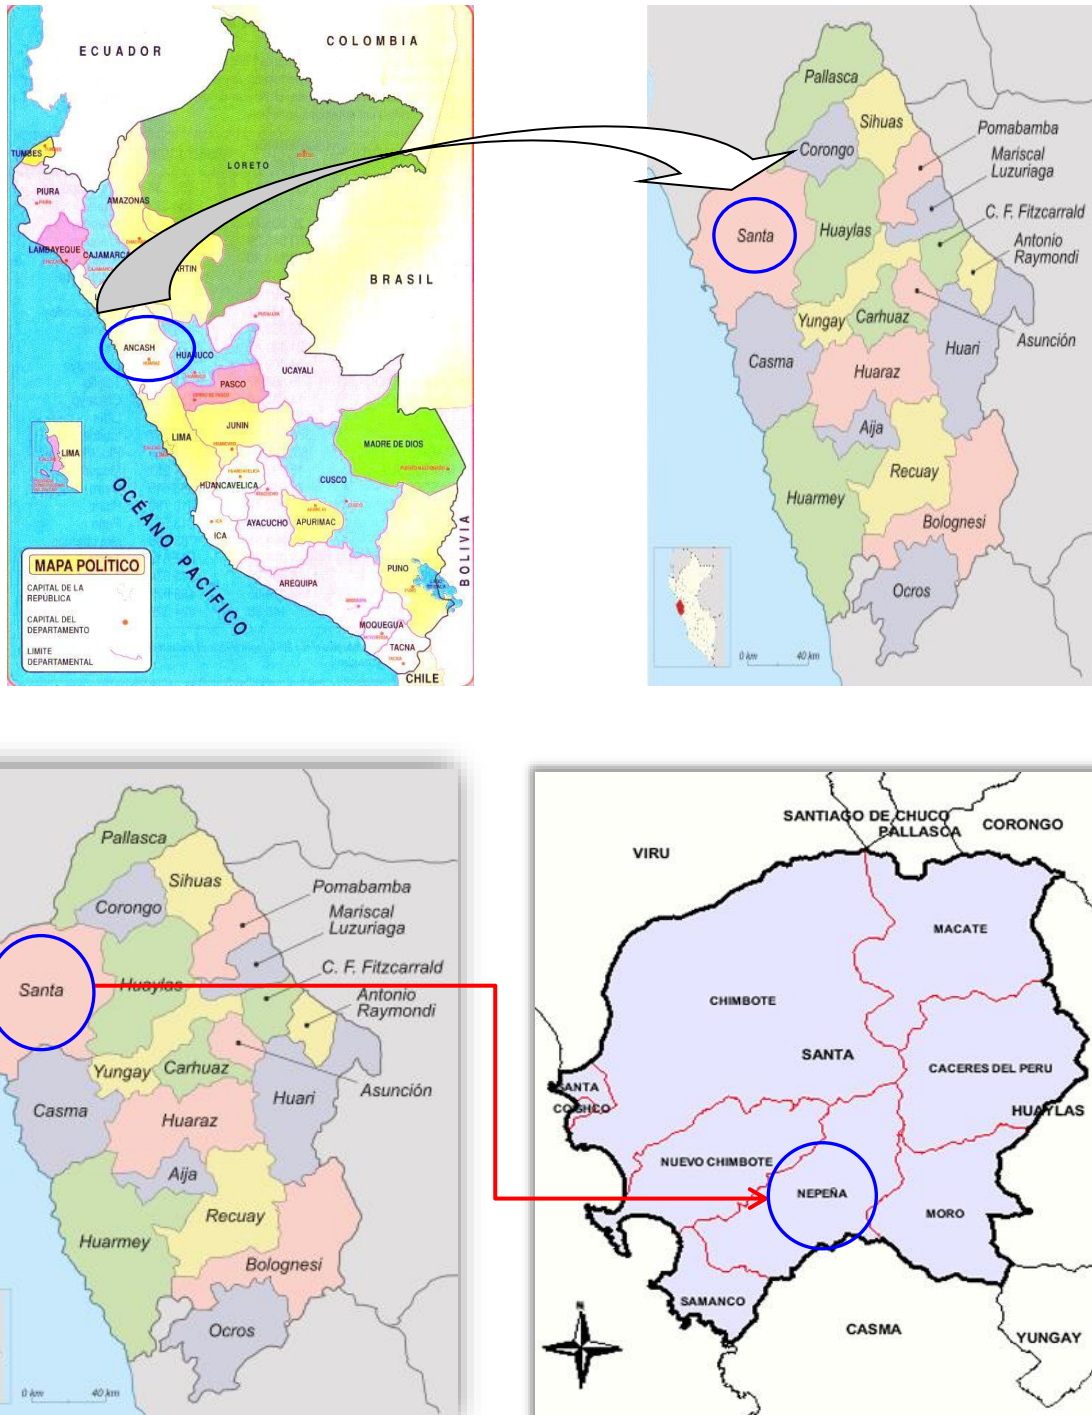 ECUADOR
COLOMBIA
TUMBES
LORETO
PIURA
AMAZONAS
LAMBAYEQUE
CAJAMARCA
BRASIL
ANCASH
HUARAZ
HUANUCO
UCAYALI
PASCO
LIMA
JUNIN
MADRE DE DIOS
LIMA
HUANCAVELICA
CUSCO
AYACUCHO
APURIMAC
ICA
OCÉANO PACÍFICO
BOLIVIA
PUNO
AREQUIPA
MOQUEGUA
TACNA
CHILE
MAPA POLÍTICO
CAPITAL DE LA
REPUBLICA
CAPITAL DEL
DEPARTAMENTO
LIMITE
DEPARTAMENTAL
Pallasca
Sihuas
Pomabamba
Corongo
Mariscal
Luzuriaga
C. F. Fitzcarrald
Santa
Huaylas
Antonio
Raymondi
Yungay
Carhuaz
Asunción
Casma
Huaraz
Huari
Aija
Recuay
Huarmey
Bolognesi
Ocros
0 km 40 km
Pallasca
Sihuas
Pomabamba
Corongo
Mariscal
Luzuriaga
C. F. Fitzcarrald
Santa
Huaylas
Antonio
Raymondi
Yungay
Carhuaz
Asunción
Casma
Huari
Huaraz
Aija
Recuay
Huarmey
Bolognesi
Ocros
0 km 40 km
SANTIAGO DE CHUCO
PALLASCA
CORONGO
VIRU
MACATE
CHIMBOTE
SANTA
CACERES DEL PERU
SANTA
COISHCO
HUAYLAS
NUEVO CHIMBOTE
NEPEÑA
MORO
SAMANCO
CASMA
YUNGAY
N